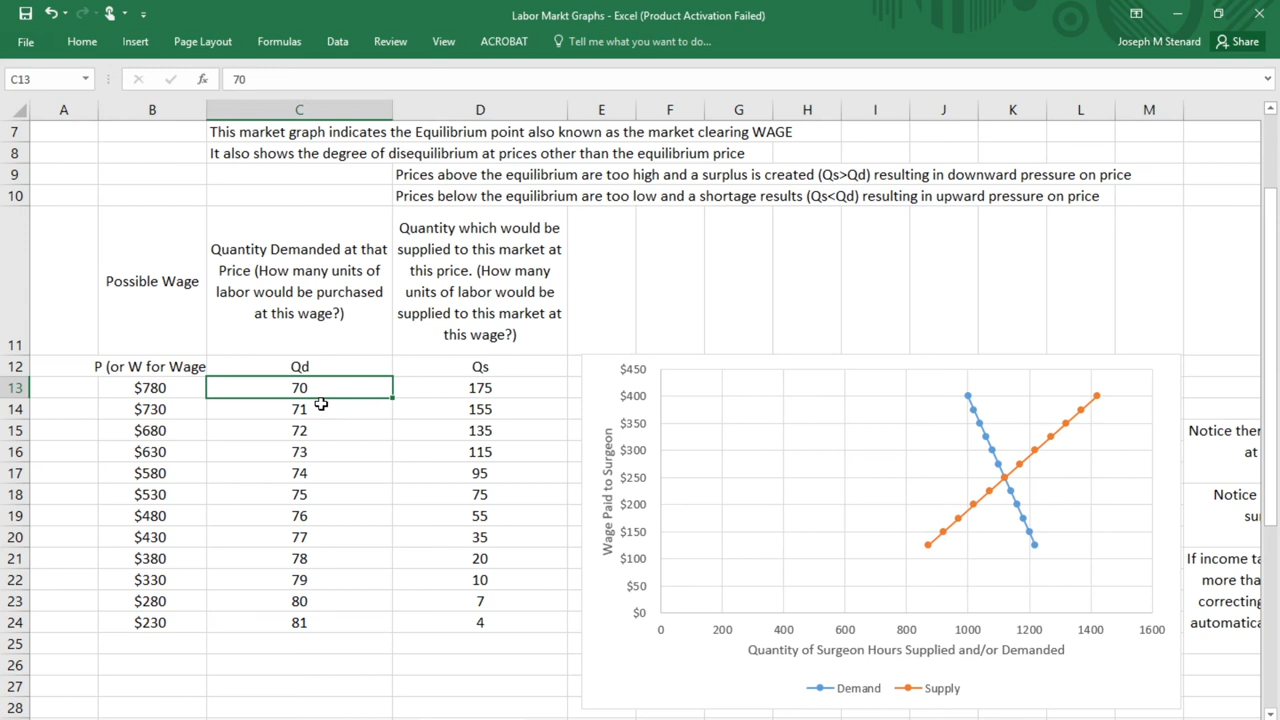 Labor Markt Graphs - Excel (Product Activation Failed)
File Home Insert Page Layout Formulas Data Review View ACROBAT Tell me what you want to do... Joseph M Stenard Share
C13 fx 70
A B C D E F G H I J K L M
7 This market graph indicates the Equilibrium point also known as the market clearing WAGE
8 It also shows the degree of disequilibrium at prices other than the equilibrium price
9 Prices above the equilibrium are too high and a surplus is created (Qs>Qd) resulting in downward pressure on price
10 Prices below the equilibrium are too low and a shortage results (Qs<Qd) resulting in upward pressure on price
Possible Wage
Quantity Demanded at that
Price (How many units of
labor would be purchased
at this wage?)
Quantity which would be
supplied to this market at
this price. (How many
units of labor would be
supplied to this market at
this wage?)
11
12 P (or W for Wage Qd Qs
13 $780 70 175
14 $730 71 155
15 $680 72 135
16 $630 73 115
17 $580 74 95
18 $530 75 75
19 $480 76 55
20 $430 77 35
21 $380 78 20
22 $330 79 10
23 $280 80 7
24 $230 81 4
25
26
27
28
Wage Paid to Surgeon
$450
$400
$350
$300
$250
$200
$150
$100
$50
$0
0 200 400 600 800 1000 1200 1400 1600
Quantity of Surgeon Hours Supplied and/or Demanded
Demand Supply
Notice ther
at
Notice
su
If income ta
more tha
correcting
automatica